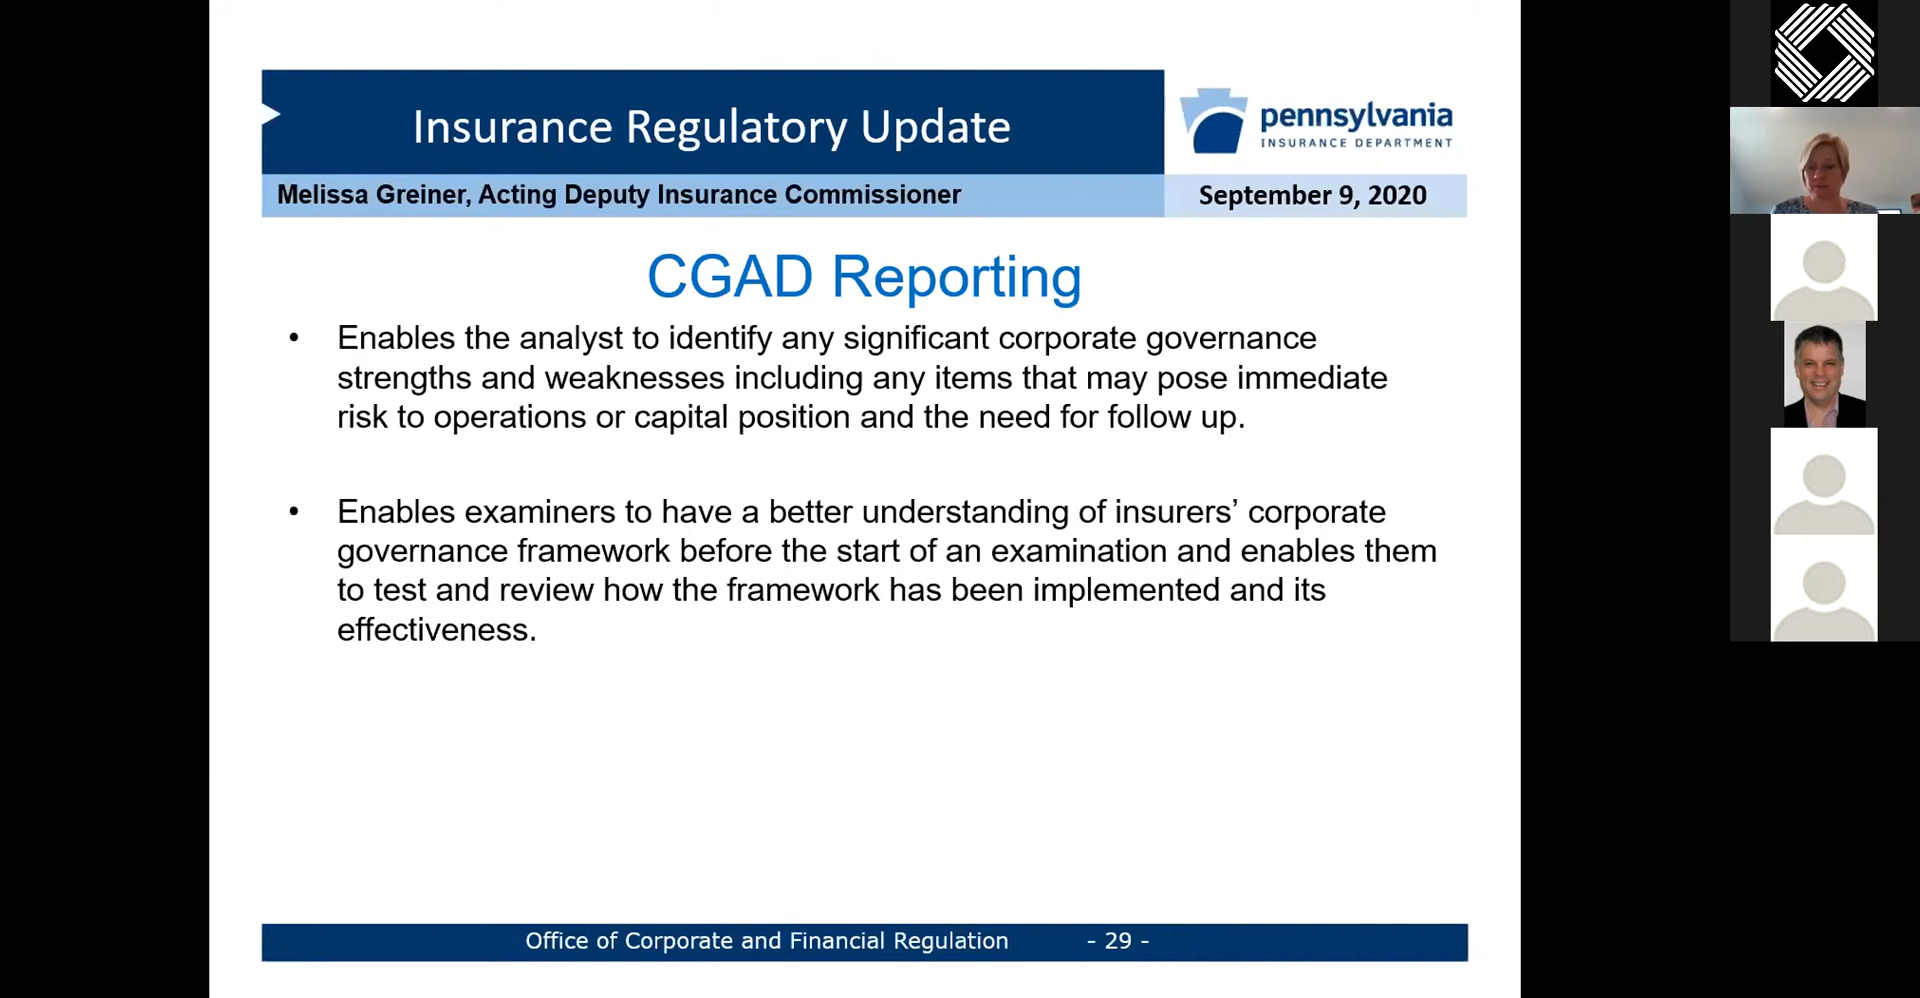 Insurance Regulatory Update
pennsylvania
INSURANCE DEPARTMENT
Melissa Greiner, Acting Deputy Insurance Commissioner
September 9, 2020
CGAD Reporting
• Enables the analyst to identify any significant corporate governance
strengths and weaknesses including any items that may pose immediate
risk to operations or capital position and the need for follow up.
• Enables examiners to have a better understanding of insurers’ corporate
governance framework before the start of an examination and enables them
to test and review how the framework has been implemented and its
effectiveness.
Office of Corporate and Financial Regulation - 29 -